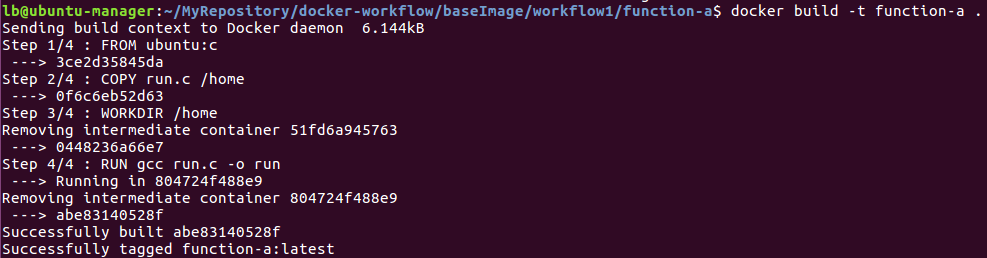 lb@ubuntu-manager:~/MyRepository/docker-workflow/baseImage/workflow1/function-a$ docker build -t function-a .
Sending build context to Docker daemon  6.144kB
Step 1/4 : FROM ubuntu:c
 ---> 3ce2d35845da
Step 2/4 : COPY run.c /home
 ---> 0f6c6eb52d63
Step 3/4 : WORKDIR /home
Removing intermediate container 51fd6a945763
 ---> 0448236a66e7
Step 4/4 : RUN gcc run.c -o run
 ---> Running in 804724f488e9
Removing intermediate container 804724f488e9
 ---> abe83140528f
Successfully built abe83140528f
Successfully tagged function-a:latest